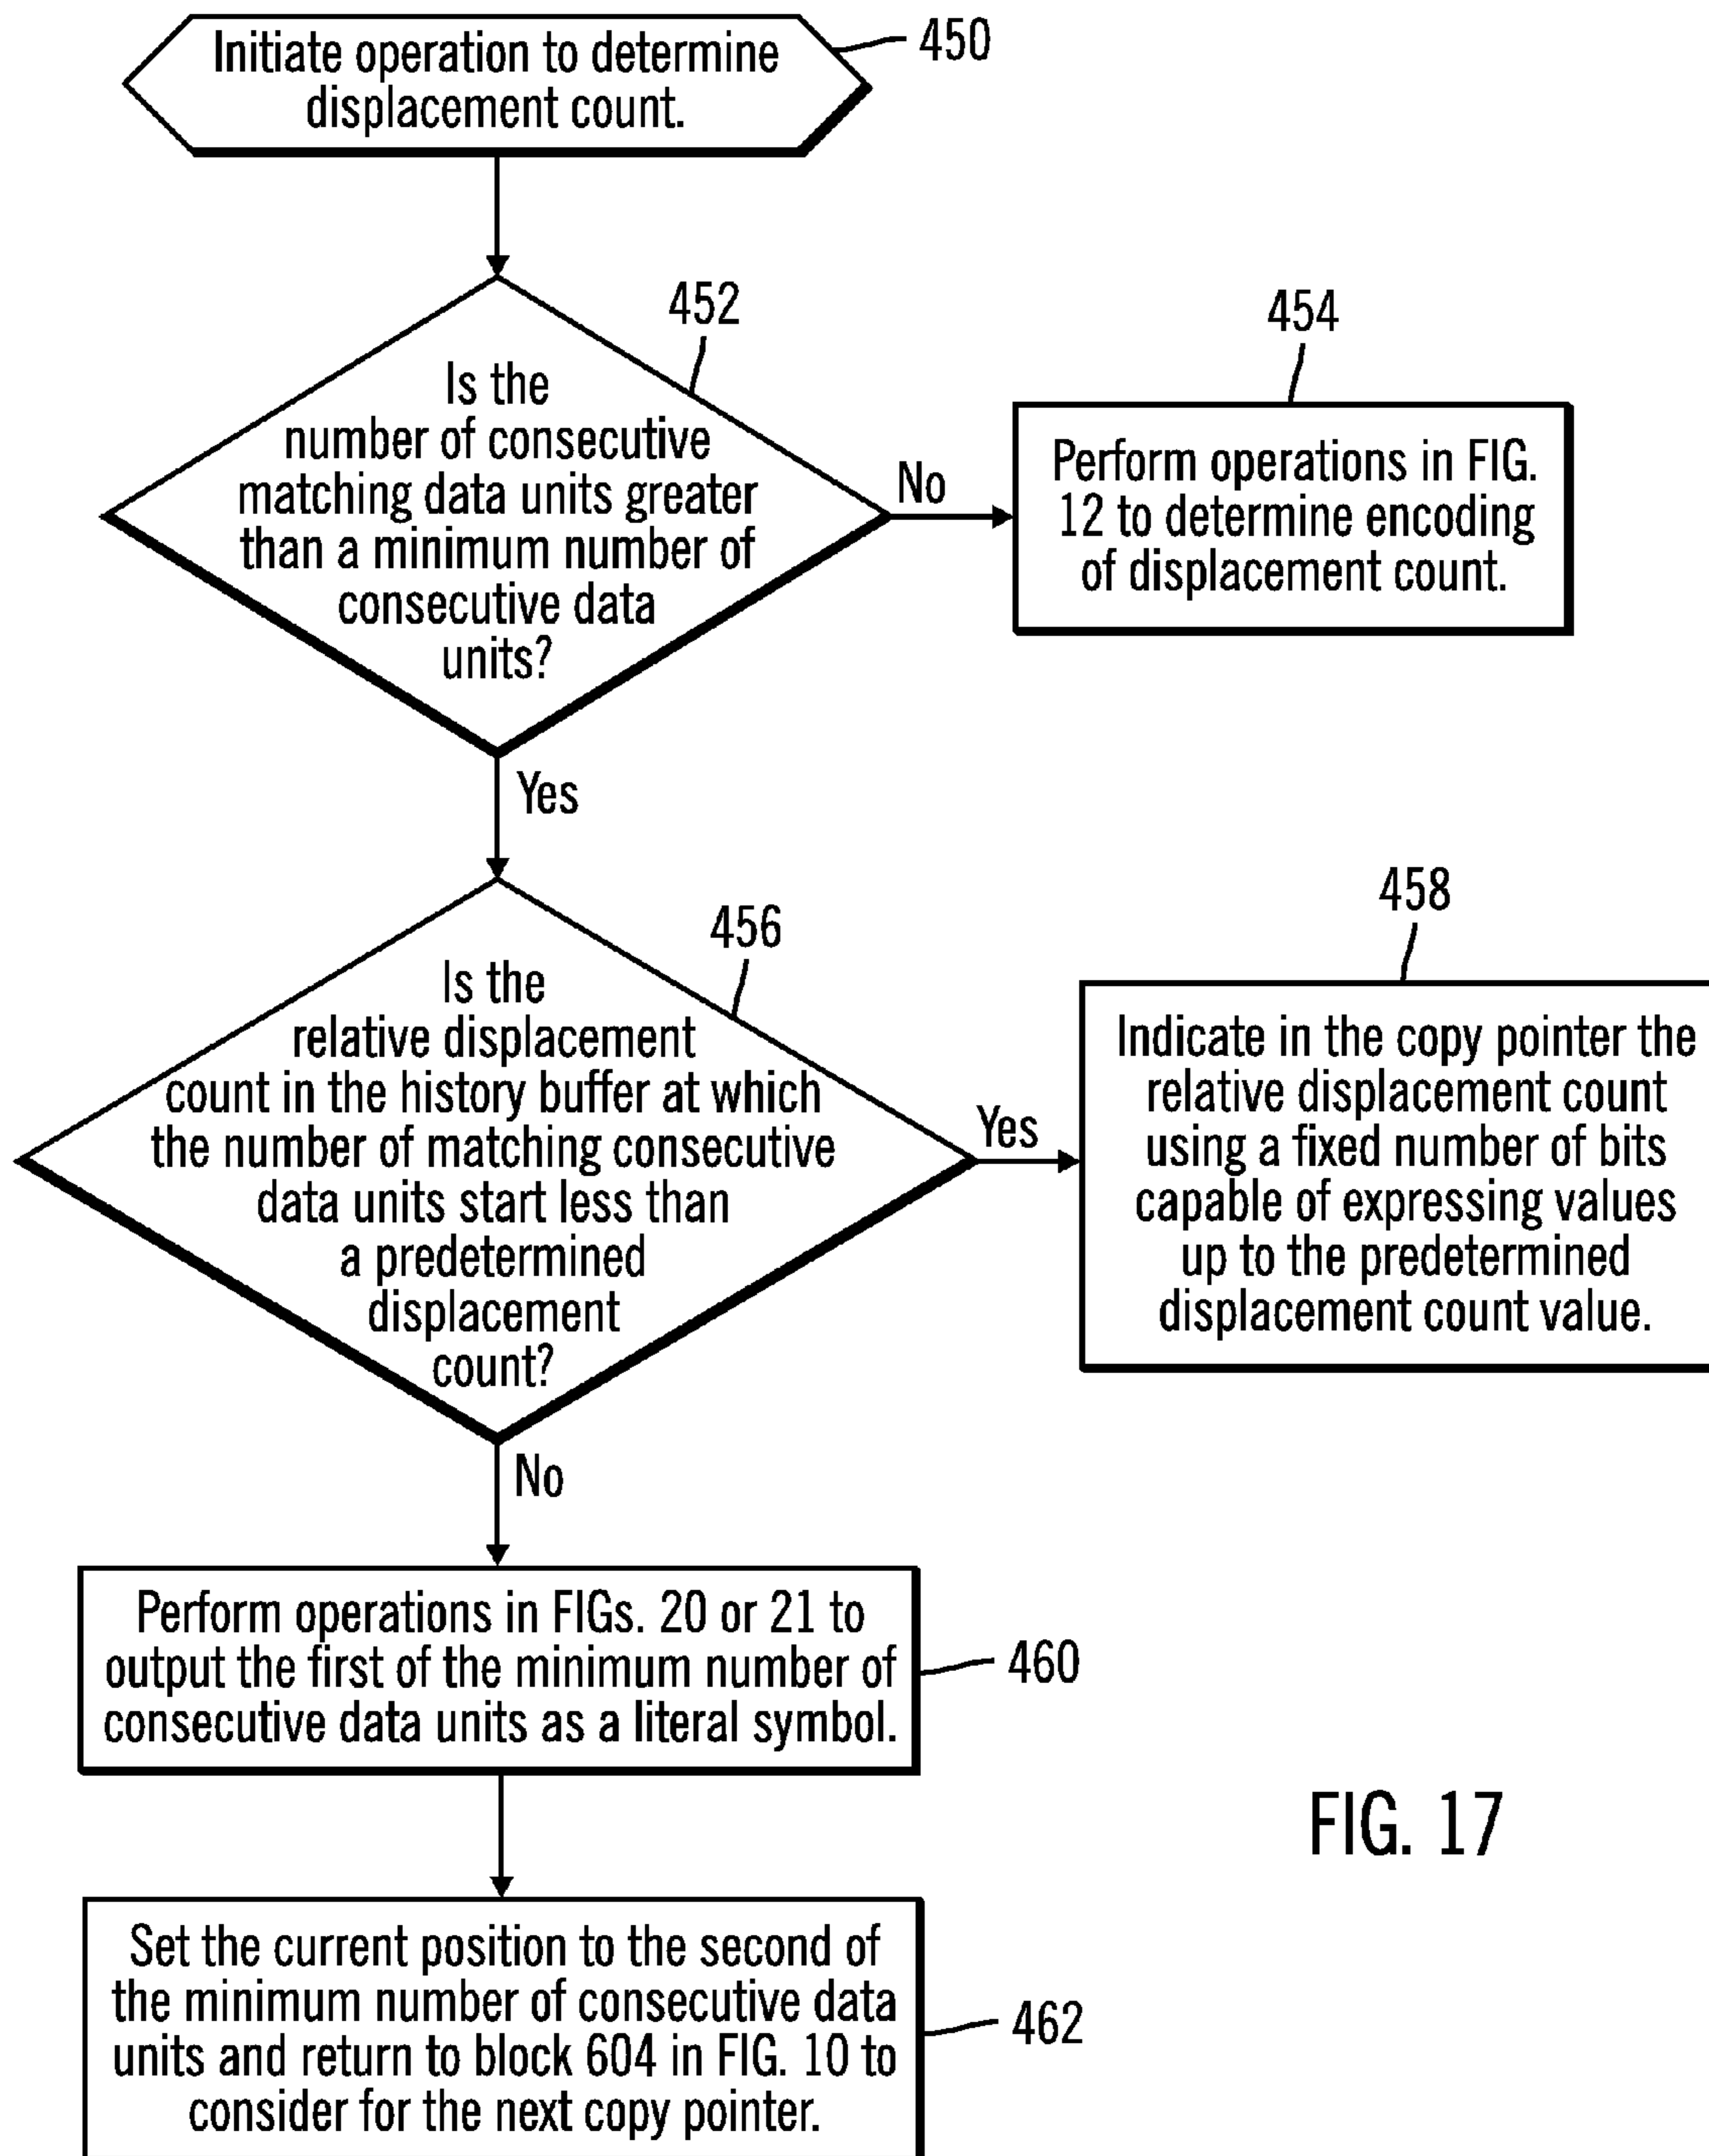 Initiate operation to determine
displacement count.
450
452
Is the
number of consecutive
matching data units greater
than a minimum number of
consecutive data
units?
No
454
Perform operations in FIG.
12 to determine encoding
of displacement count.
Yes
456
Is the
relative displacement
count in the history buffer at which
the number of matching consecutive
data units start less than
a predetermined
displacement
count?
Yes
458
Indicate in the copy pointer the
relative displacement count
using a fixed number of bits
capable of expressing values
up to the predetermined
displacement count value.
No
Perform operations in FIGs. 20 or 21 to
output the first of the minimum number of
consecutive data units as a literal symbol.
460
Set the current position to the second of
the minimum number of consecutive data
units and return to block 604 in FIG. 10 to
consider for the next copy pointer.
462
FIG. 17